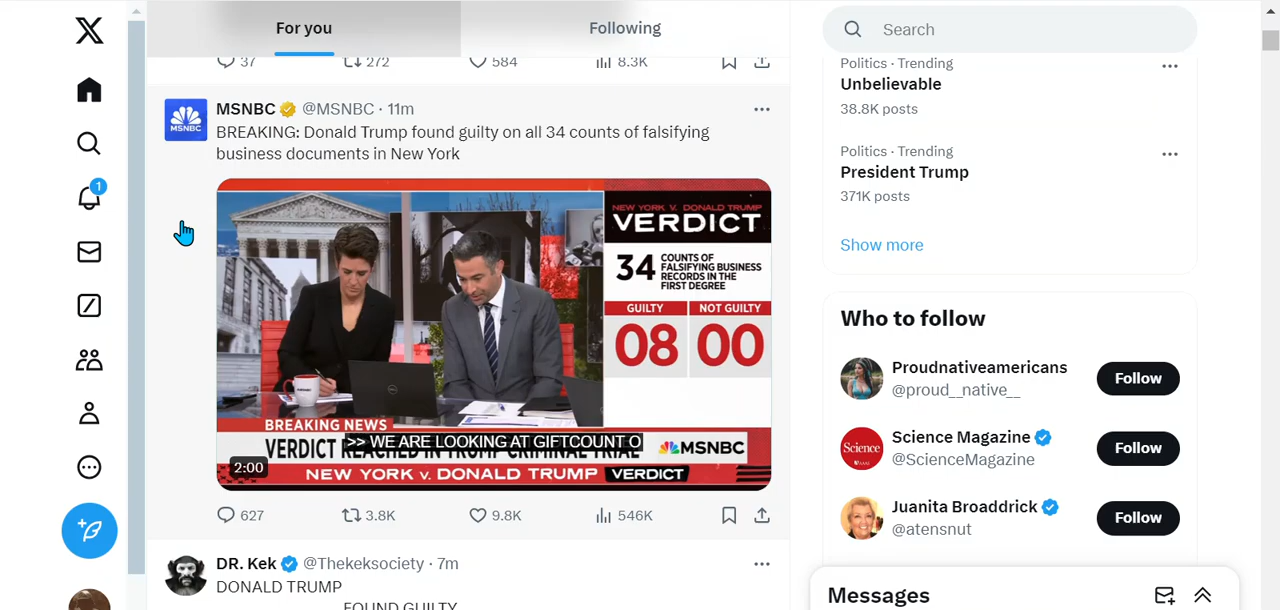 For you
Following
Search
37
272
584
8.3K
MSNBC @MSNBC · 11m
BREAKING: Donald Trump found guilty on all 34 counts of falsifying
business documents in New York
MSNBC
NEW YORK v. DONALD TRUMP
VERDICT
34 COUNTS OF
FALSIFYING BUSINESS
RECORDS IN THE
FIRST DEGREE
GUILTY
NOT GUILTY
08
00
BREAKING NEWS
VERDICT REACHED IN TRUMP CRIMINAL TRIAL
>> WE ARE LOOKING AT GIFTCOUNT O
MSNBC
2:00
NEW YORK v. DONALD TRUMP VERDICT
627
3.8K
9.8K
546K
DR. Kek @Thekeksociety · 7m
DONALD TRUMP
FOUND GUILTY
1
Politics · Trending
Unbelievable
38.8K posts
Politics · Trending
President Trump
371K posts
Show more
Who to follow
Proudnativeamericans
@proud__native__
Follow
Science
Science Magazine
@ScienceMagazine
Follow
Juanita Broaddrick
@atensnut
Follow
Messages